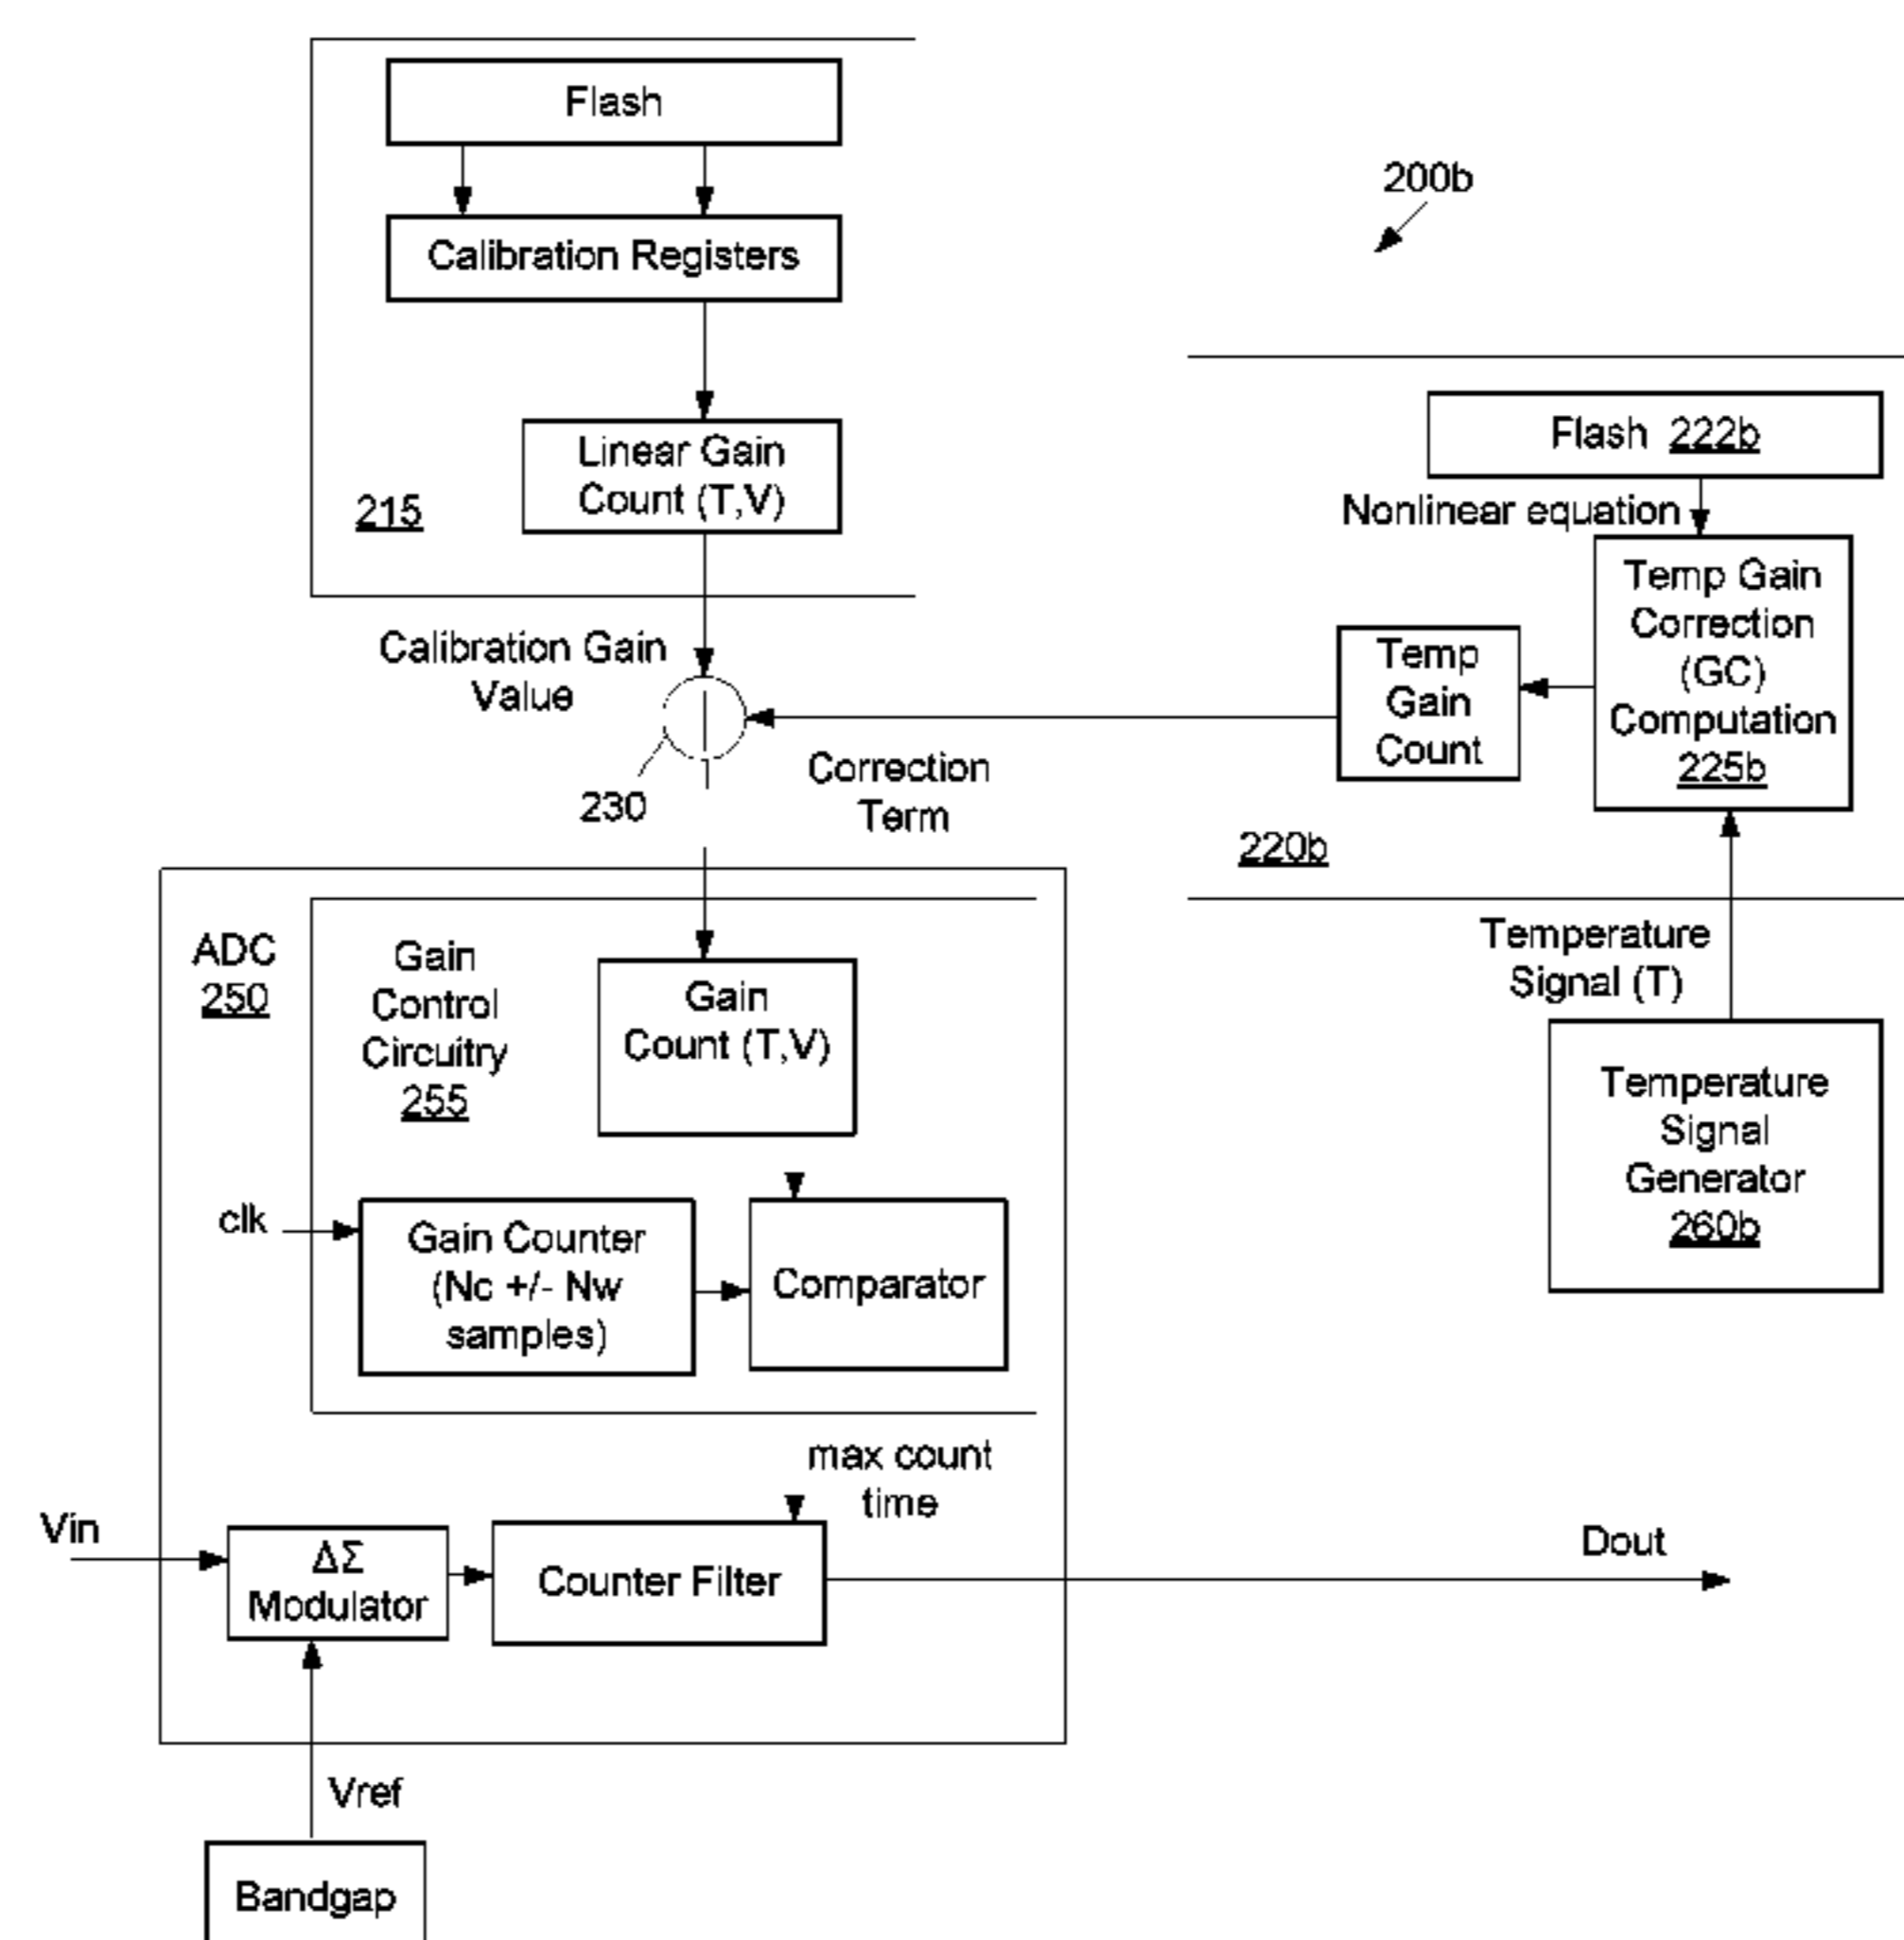 Flash
200b
Calibration Registers
Flash 222b
Linear Gain
Count (T,V)
215
Nonlinear equation
Temp Gain
Correction
(GC)
Computation
225b
Calibration Gain
Value
Temp
Gain
Count
230
Correction
Term
220b
ADC
250
Gain
Control
Circuitry
255
Gain
Count (T,V)
Temperature
Signal (T)
Temperature
Signal
Generator
260b
clk
Gain Counter
(Nc +/- Nw
samples)
Comparator
max count
time
Vin
ΔΣ
Modulator
Counter Filter
Dout
Vref
Bandgap